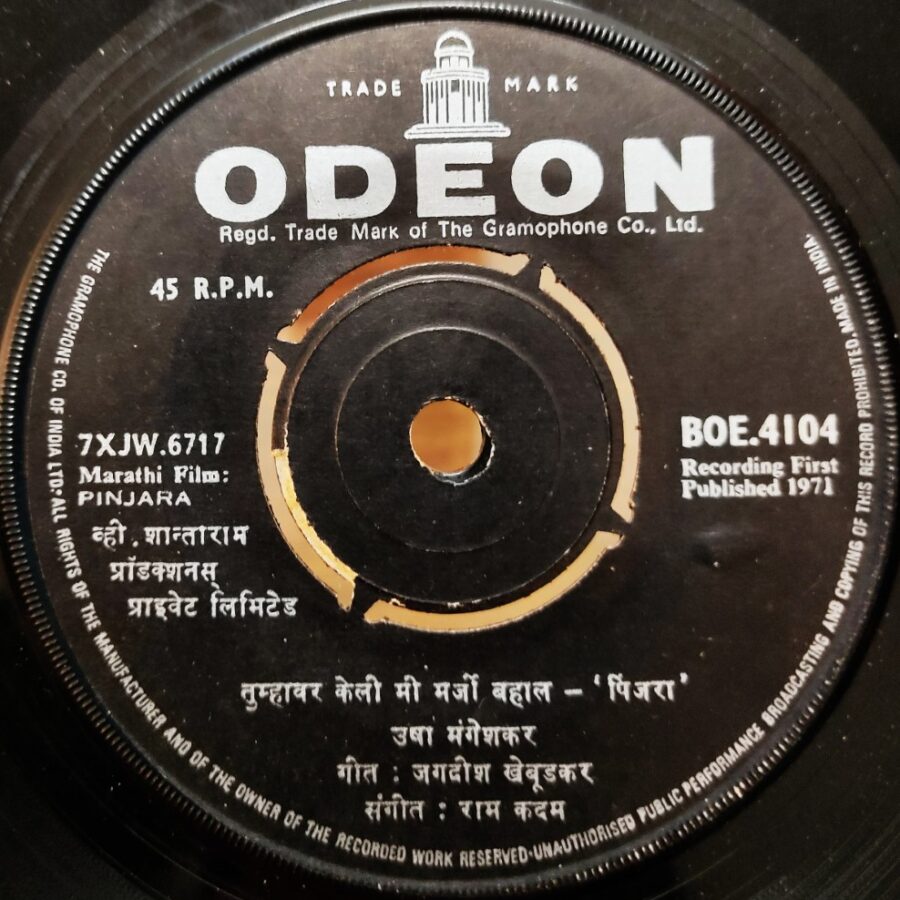 TRADE MARK
ODEON
Regd. Trade Mark of The Gramophone Co., Ltd.
45 R.P.M.
7XJW.6717
Marathi Film:
PINJARA
व्ही. शान्ताराम
प्रॉडक्शनस्
प्राइवेट लिमिटेड
BOE.4104
Recording First
Published 1971
तुम्हावर केली मी मर्जी बहाल – 'पिंजरा'
उषा मंगेशकर
गीत : जगदीश खेबूडकर
संगीत : राम कदम
THE GRAMOPHONE CO. OF INDIA LTD: ALL RIGHTS OF THE MANUFACTURER AND OF THE OWNER OF THE RECORDED WORK RESERVED-UNAUTHORISED PUBLIC PERFORMANCE BROADCASTING AND COPYING OF THIS RECORD PROHIBITED. MADE IN INDIA.